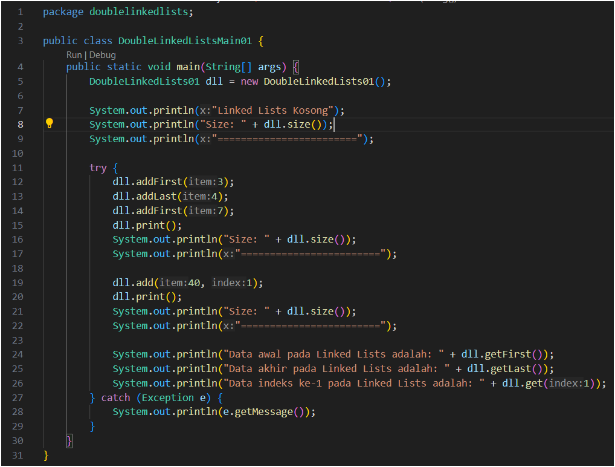 1 package doublelinkedlists;
2
3 public class DoubleLinkedListsMain01 {
Run | Debug
4 public static void main(String[] args) {
5 DoubleLinkedLists01 dll = new DoubleLinkedLists01();
6
7 System.out.println(x:"Linked Lists Kosong");
8 System.out.println("Size: " + dll.size());
9 System.out.println(x:"========================");
10
11 try {
12 dll.addFirst(item:3);
13 dll.addLast(item:4);
14 dll.addFirst(item:7);
15 dll.print();
16 System.out.println("Size: " + dll.size());
17 System.out.println(x:"========================");
18
19 dll.add(item:40, index:1);
20 dll.print();
21 System.out.println("Size: " + dll.size());
22 System.out.println(x:"========================");
23
24 System.out.println("Data awal pada Linked Lists adalah: " + dll.getFirst());
25 System.out.println("Data akhir pada Linked Lists adalah: " + dll.getLast());
26 System.out.println("Data indeks ke-1 pada Linked Lists adalah: " + dll.get(index:1));
27 } catch (Exception e) {
28 System.out.println(e.getMessage());
29 }
30 }
31 }